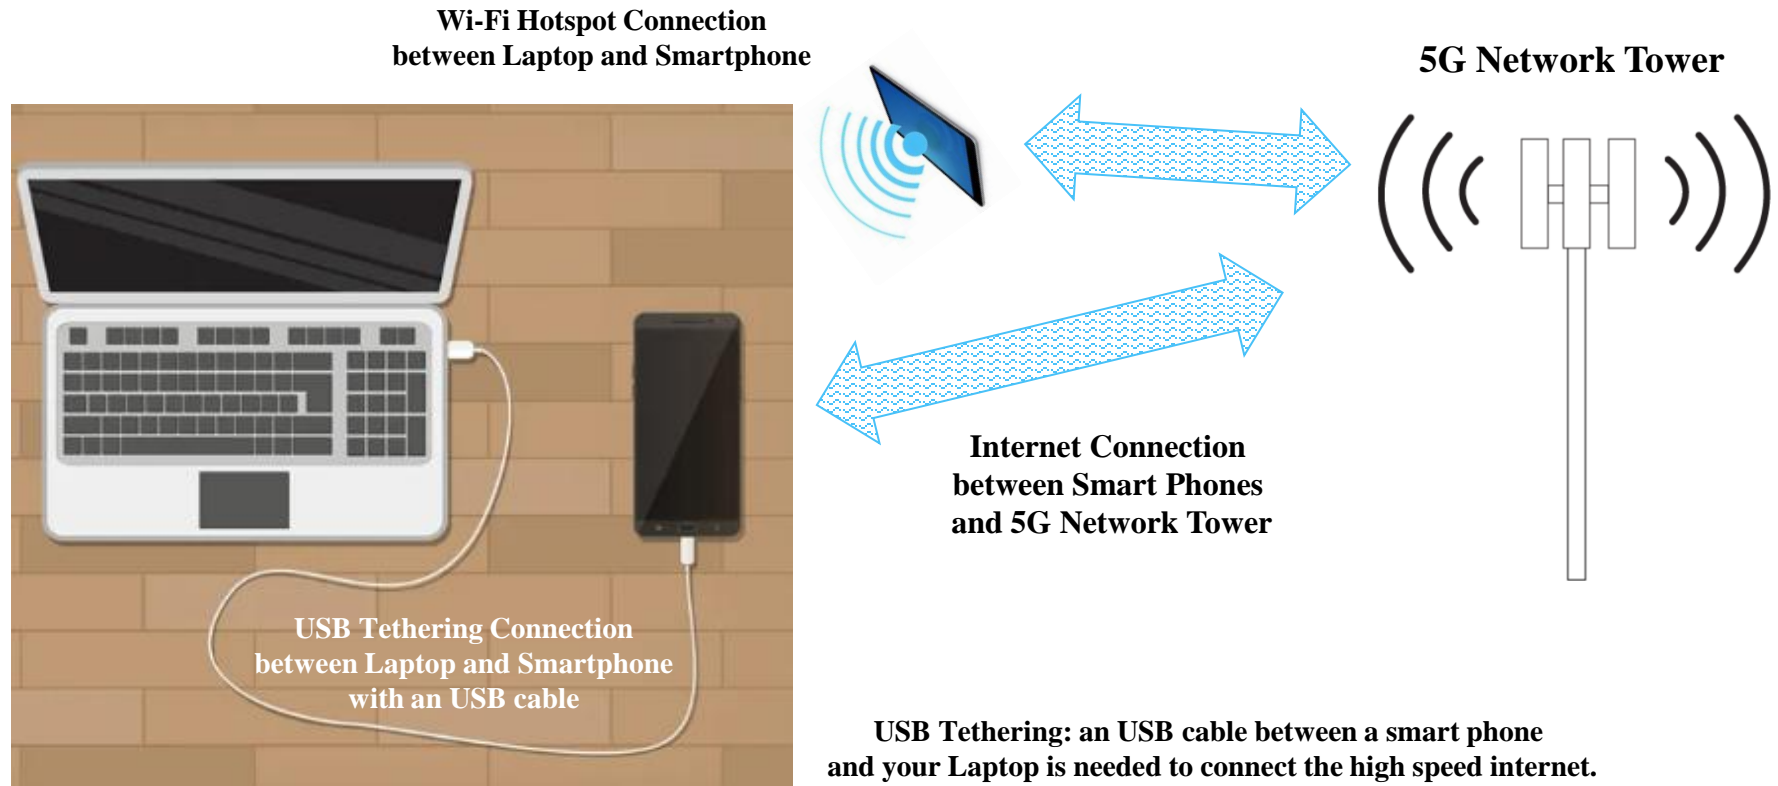 Wi-Fi Hotspot Connection
between Laptop and Smartphone
5G Network Tower
Internet Connection
between Smart Phones
and 5G Network Tower
USB Tethering Connection
between Laptop and Smartphone
with an USB cable
USB Tethering: an USB cable between a smart phone
and your Laptop is needed to connect the high speed internet.